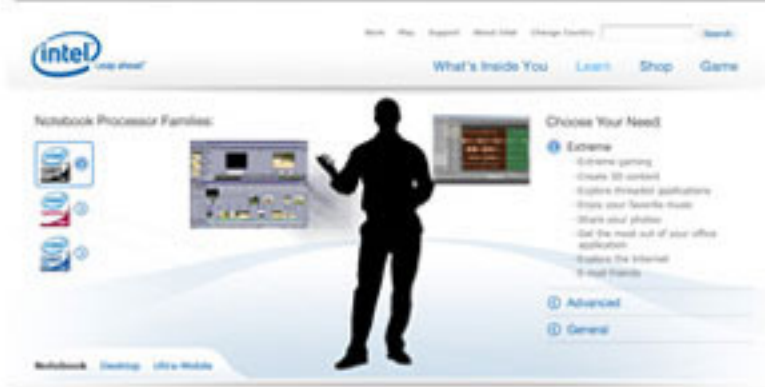 Work Play Support About Intel Change Country Search
intel Leap ahead
What's Inside You Learn Shop Game
Notebook Processor Families:
Choose Your Need:
Extreme
Extreme gaming
Create 3D content
Explore threaded applications
Enjoy your favorite music
Share your photos
Get the most out of your office
application
Explore the Internet
E-mail friends
Advanced
General
Notebook Desktop Ultra-Mobile